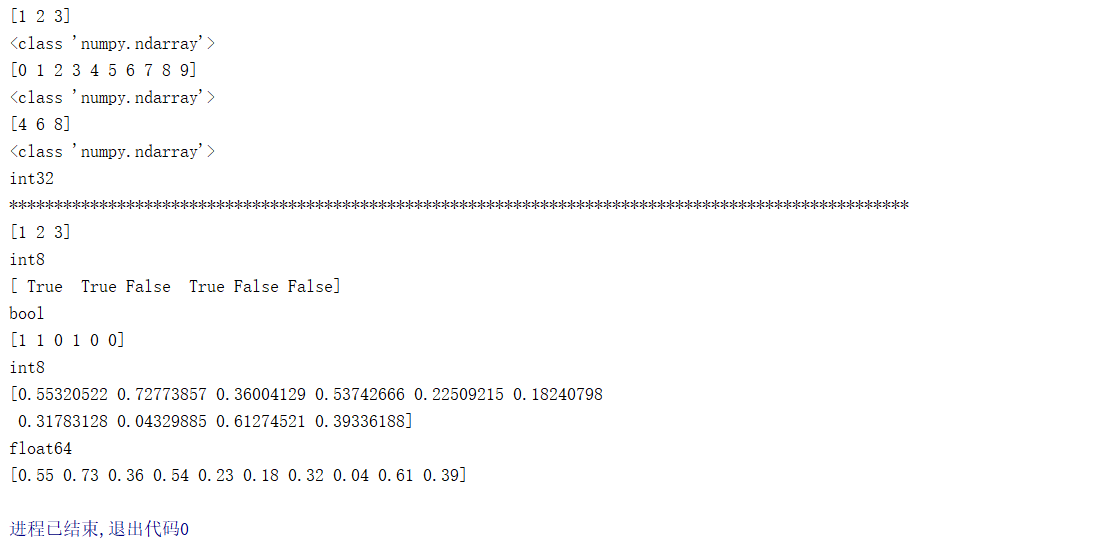 [1 2 3]
<class 'numpy.ndarray'>
[0 1 2 3 4 5 6 7 8 9]
<class 'numpy.ndarray'>
[4 6 8]
<class 'numpy.ndarray'>
int32
****************************************************************************************************
[1 2 3]
int8
[ True  True False  True False False]
bool
[1 1 0 1 0 0]
int8
[0.55320522 0.72773857 0.36004129 0.53742666 0.22509215 0.18240798
 0.31783128 0.04329885 0.61274521 0.39336188]
float64
[0.55 0.73 0.36 0.54 0.23 0.18 0.32 0.04 0.61 0.39]
进程已结束,退出代码0